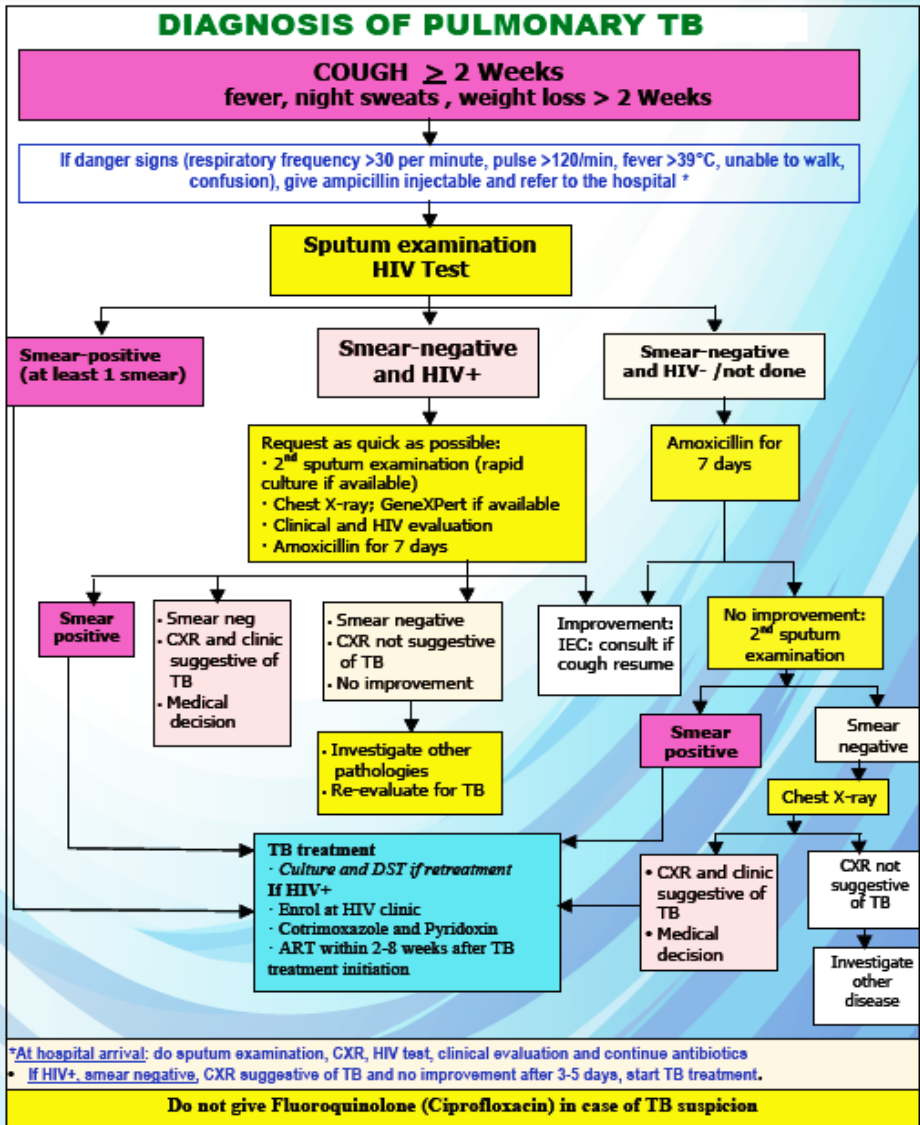 DIAGNOSIS OF PULMONARY TB
COUGH ≥ 2 Weeks
fever, night sweats , weight loss > 2 Weeks
If danger signs (respiratory frequency >30 per minute, pulse >120/min, fever >39°C, unable to walk,
confusion), give ampicillin injectable and refer to the hospital *
Sputum examination
HIV Test
Smear-positive
(at least 1 smear)
Smear-negative
and HIV+
Smear-negative
and HIV- /not done
Request as quick as possible:
· 2nd sputum examination (rapid
culture if available)
· Chest X-ray; GeneXPert if available
· Clinical and HIV evaluation
· Amoxicillin for 7 days
Amoxicillin for
7 days
Smear
positive
• Smear neg
• CXR and clinic
suggestive of
TB
• Medical
decision
• Smear negative
• CXR not suggestive
of TB
• No improvement
Improvement:
IEC: consult if
cough resume
No improvement:
2nd sputum
examination
• Investigate other
pathologies
• Re-evaluate for TB
Smear
positive
Smear
negative
Chest X-ray
TB treatment
· Culture and DST if retreatment
If HIV+
· Enrol at HIV clinic
· Cotrimoxazole and Pyridoxin
· ART within 2-8 weeks after TB
treatment initiation
• CXR and clinic
suggestive of
TB
• Medical
decision
CXR not
suggestive
of TB
Investigate
other
disease
*At hospital arrival: do sputum examination, CXR, HIV test, clinical evaluation and continue antibiotics
• If HIV+, smear negative, CXR suggestive of TB and no improvement after 3-5 days, start TB treatment.
Do not give Fluoroquinolone (Ciprofloxacin) in case of TB suspicion